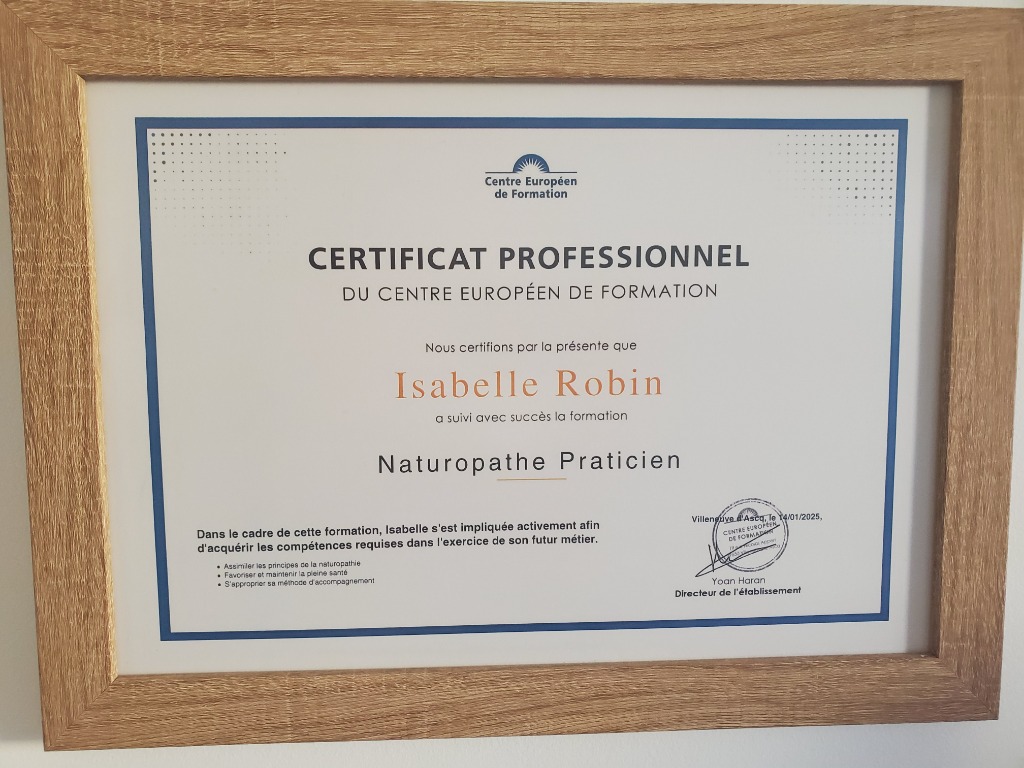 Centre Européen
de Formation
CERTIFICAT PROFESSIONNEL
DU CENTRE EUROPÉEN DE FORMATION
Nous certifions par la présente que
Isabelle Robin
a suivi avec succès la formation
Naturopathe Praticien
Dans le cadre de cette formation, Isabelle s'est impliquée activement afin
d'acquérir les compétences requises dans l'exercice de son futur métier.
• Assimiler les principes de la naturopathie
• Favoriser et maintenir la pleine santé
• S'approprier sa méthode d'accompagnement
Villeneuve d'Ascq, le 14/01/2025,
CENTRE EUROPÉEN
DE FORMATION
Yoan Haran
Directeur de l'établissement